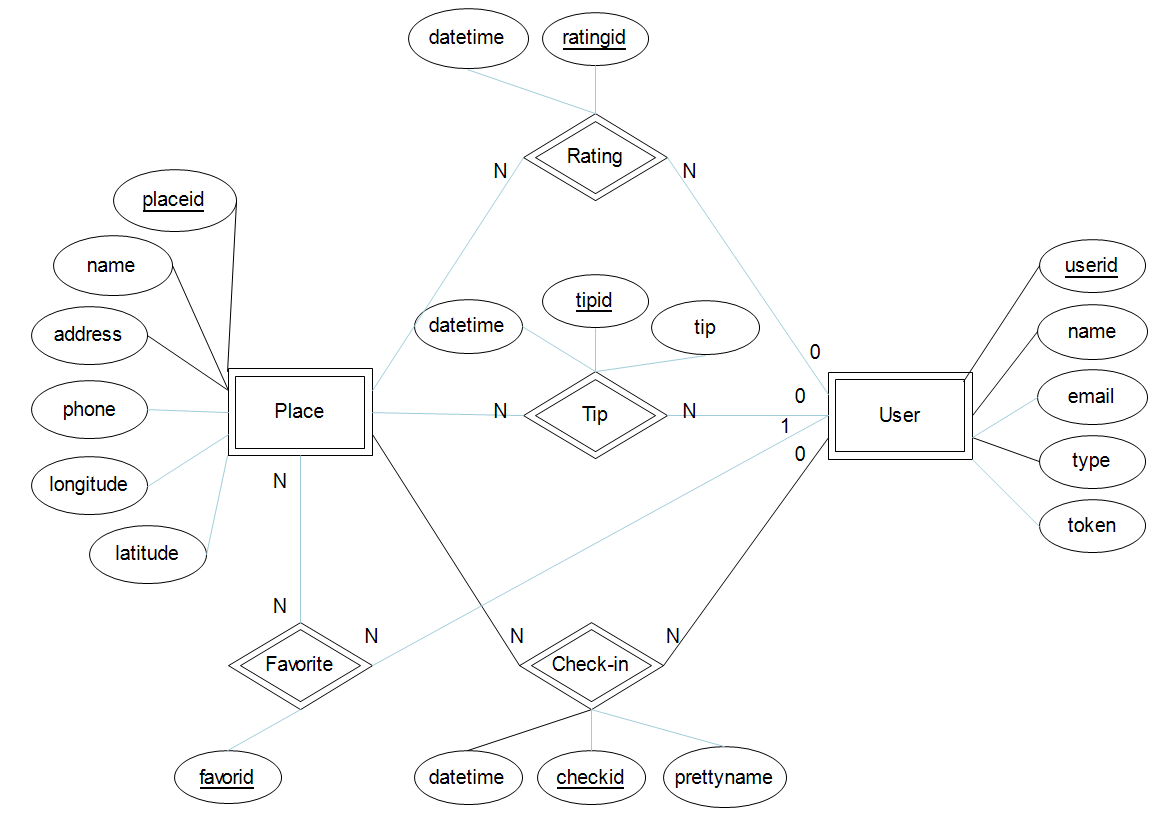 datetime
ratingid
Rating
N
N
placeid
name
address
phone
longitude
latitude
Place
N
datetime
tipid
tip
N
Tip
N
0
0
1
0
User
userid
name
email
type
token
N
N
Favorite
favorid
N
N
Check-in
datetime
checkid
prettyname